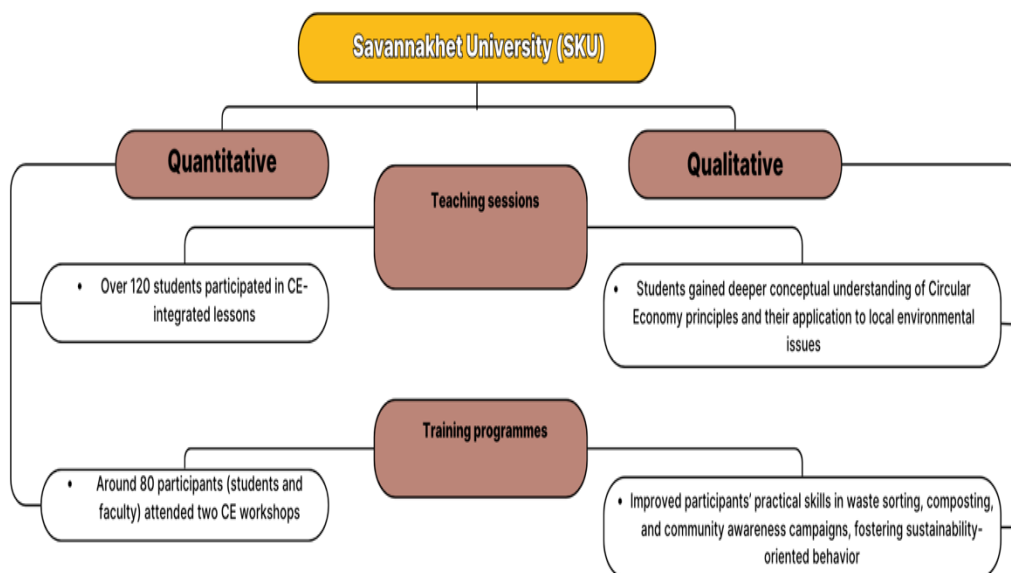 Savannakhet University (SKU)
Quantitative
Qualitative
Teaching sessions
• Over 120 students participated in CE-
integrated lessons
• Students gained deeper conceptual understanding of Circular
Economy principles and their application to local environmental
issues
Training programmes
• Around 80 participants (students and
faculty) attended two CE workshops
• Improved participants' practical skills in waste sorting, composting,
and community awareness campaigns, fostering sustainability-
oriented behavior